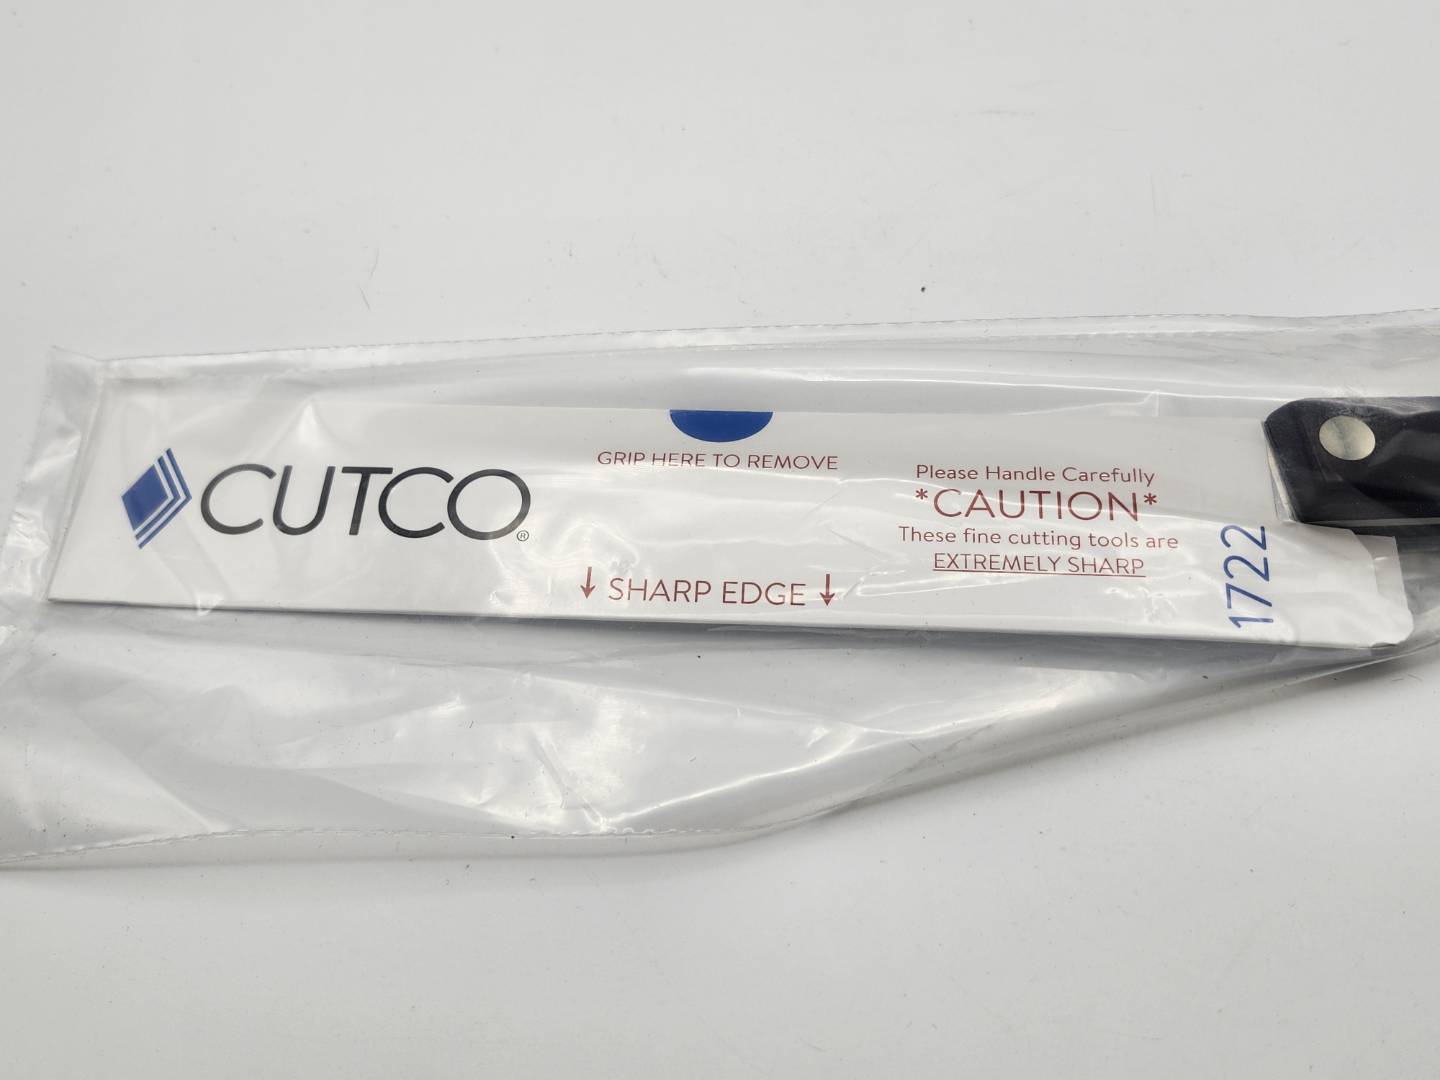 CUTCO®
GRIP HERE TO REMOVE
↓ SHARP EDGE ↓
Please Handle Carefully
*CAUTION*
These fine cutting tools are
EXTREMELY SHARP
1722